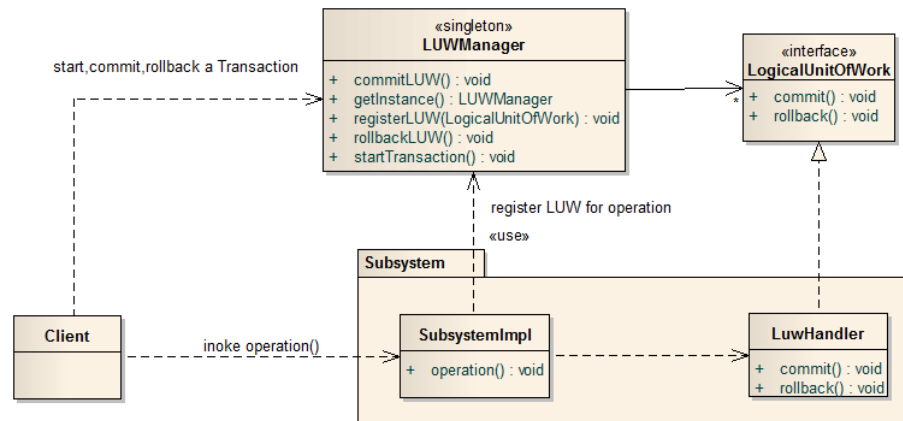 «singleton»
LUWManager
+ commitLUW() : void
+ getInstance() : LUWManager
+ registerLUW(LogicalUnitOfWork) : void
+ rollbackLUW() : void
+ startTransaction() : void
«interface»
LogicalUnitOfWork
+ commit() : void
+ rollback() : void
*
start,commit,rollback a Transaction
register LUW for operation
«use»
Subsystem
Client
inoke operation()
SubsystemImpl
+ operation() : void
LuwHandler
+ commit() : void
+ rollback() : void